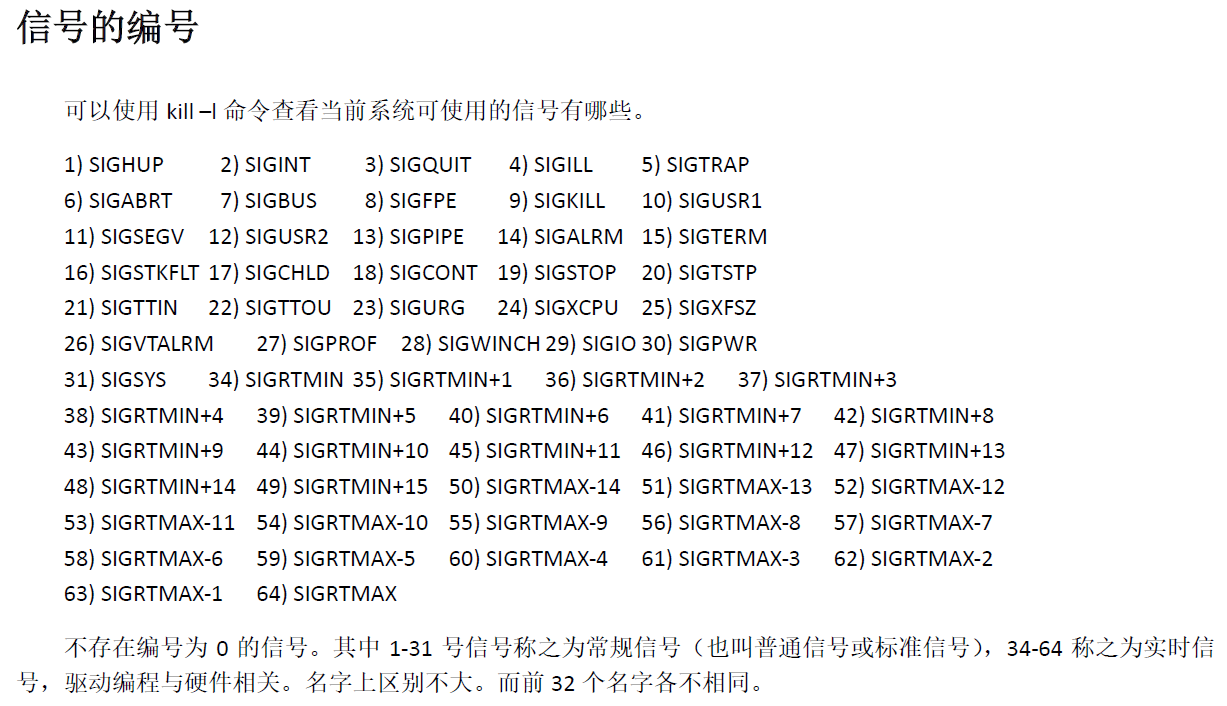 信号的编号
可以使用 kill –l 命令查看当前系统可使用的信号有哪些。
1) SIGHUP 2) SIGINT 3) SIGQUIT 4) SIGILL 5) SIGTRAP
6) SIGABRT 7) SIGBUS 8) SIGFPE 9) SIGKILL 10) SIGUSR1
11) SIGSEGV 12) SIGUSR2 13) SIGPIPE 14) SIGALRM 15) SIGTERM
16) SIGSTKFLT 17) SIGCHLD 18) SIGCONT 19) SIGSTOP 20) SIGTSTP
21) SIGTTIN 22) SIGTTOU 23) SIGURG 24) SIGXCPU 25) SIGXFSZ
26) SIGVTALRM 27) SIGPROF 28) SIGWINCH 29) SIGIO 30) SIGPWR
31) SIGSYS 34) SIGRTMIN 35) SIGRTMIN+1 36) SIGRTMIN+2 37) SIGRTMIN+3
38) SIGRTMIN+4 39) SIGRTMIN+5 40) SIGRTMIN+6 41) SIGRTMIN+7 42) SIGRTMIN+8
43) SIGRTMIN+9 44) SIGRTMIN+10 45) SIGRTMIN+11 46) SIGRTMIN+12 47) SIGRTMIN+13
48) SIGRTMIN+14 49) SIGRTMIN+15 50) SIGRTMAX-14 51) SIGRTMAX-13 52) SIGRTMAX-12
53) SIGRTMAX-11 54) SIGRTMAX-10 55) SIGRTMAX-9 56) SIGRTMAX-8 57) SIGRTMAX-7
58) SIGRTMAX-6 59) SIGRTMAX-5 60) SIGRTMAX-4 61) SIGRTMAX-3 62) SIGRTMAX-2
63) SIGRTMAX-1 64) SIGRTMAX
不存在编号为 0 的信号。其中 1-31 号信号称之为常规信号（也叫普通信号或标准信号），34-64 称之为实时信
号，驱动编程与硬件相关。名字上区别不大。而前 32 个名字各不相同。